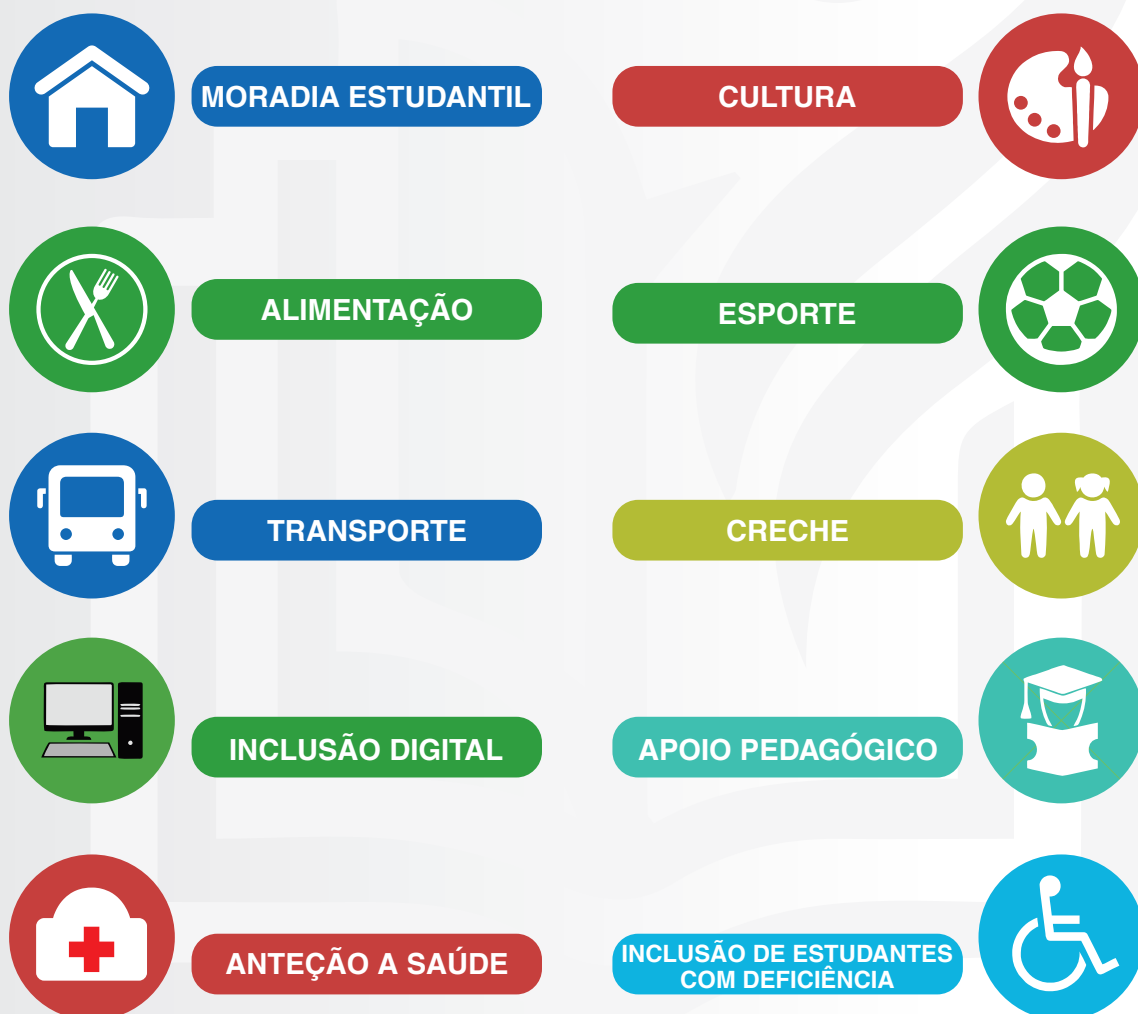 MORADIA ESTUDANTIL
CULTURA
ALIMENTAÇÃO
ESPORTE
TRANSPORTE
CRECHE
INCLUSÃO DIGITAL
APOIO PEDAGÓGICO
ANTEÇÃO A SAÚDE
INCLUSÃO DE ESTUDANTES
COM DEFICIÊNCIA